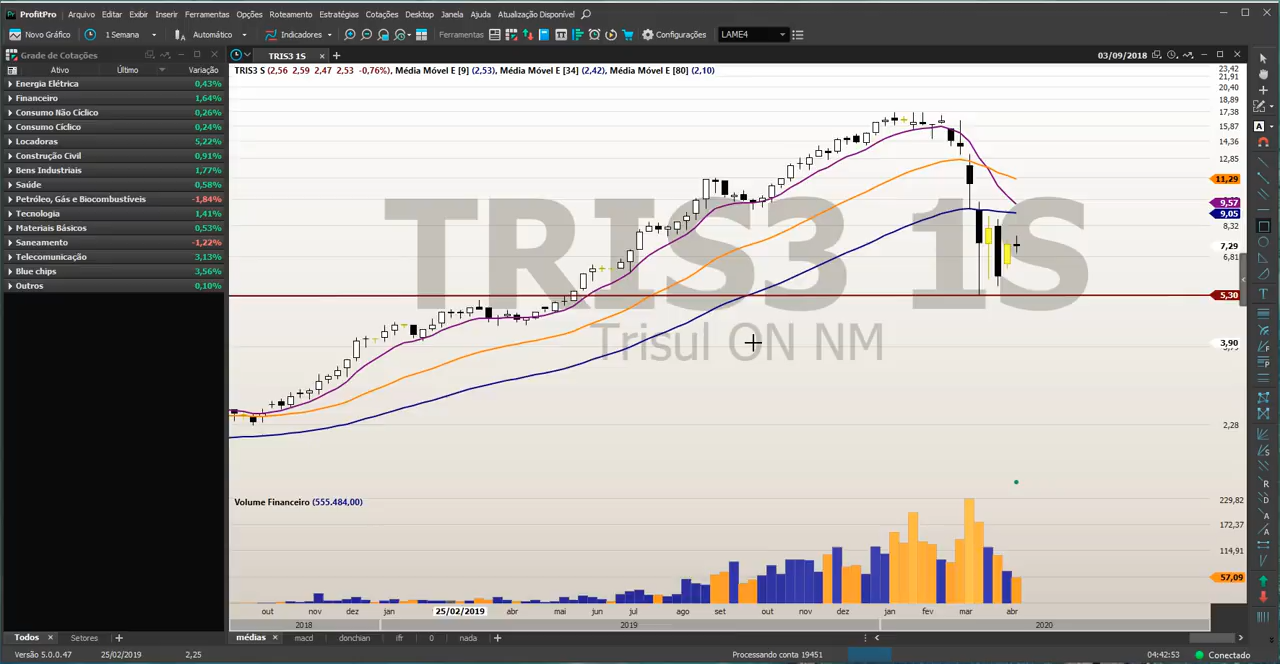 ProfitPro Arquivo Editar Exibir Inserir Ferramentas Opções Roteamento Estratégias Cotações Desktop Janela Ajuda Atualização Disponível
Novo Gráfico 1 Semana Automático Indicadores Ferramentas Configurações LAME4
Grade de Cotações
Ativo Último Variação
Energia Elétrica 0,43%
Financeiro 1,64%
Consumo Não Cíclico 0,26%
Consumo Cíclico 0,24%
Locadoras 5,22%
Construção Civil 0,91%
Bens Industriais 1,77%
Saúde 0,58%
Petróleo, Gás e Biocombustíveis -1,84%
Tecnologia 1,41%
Materiais Básicos 0,53%
Saneamento -1,22%
Telecomunicação 3,13%
Blue chips 3,56%
Outros 0,10%
TRIS3 1S
03/09/2018
TRIS3 S (2,56 2,59 2,47 2,53 -0,76%), Média Móvel E [9] (2,53), Média Móvel E [34] (2,42), Média Móvel E [80] (2,10)
TRIS3 1S
Trisul ON NM
23,42
21,91
20,40
18,89
17,38
15,87
14,36
12,85
11,29
9,57
9,05
8,32
7,29
6,81
5,30
3,90
2,28
Volume Financeiro (555.484,00)
229,82
172,37
114,91
57,09
out nov dez jan 25/02/2019 abr mai jun jul ago set out nov dez jan fev mar abr
2018 2019 2020
Todos Setores
médias macd donchian ifr 0 nada
Versão 5.0.0.47 25/02/2019 2,25 Processando conta 19451 04:42:53 Conectado